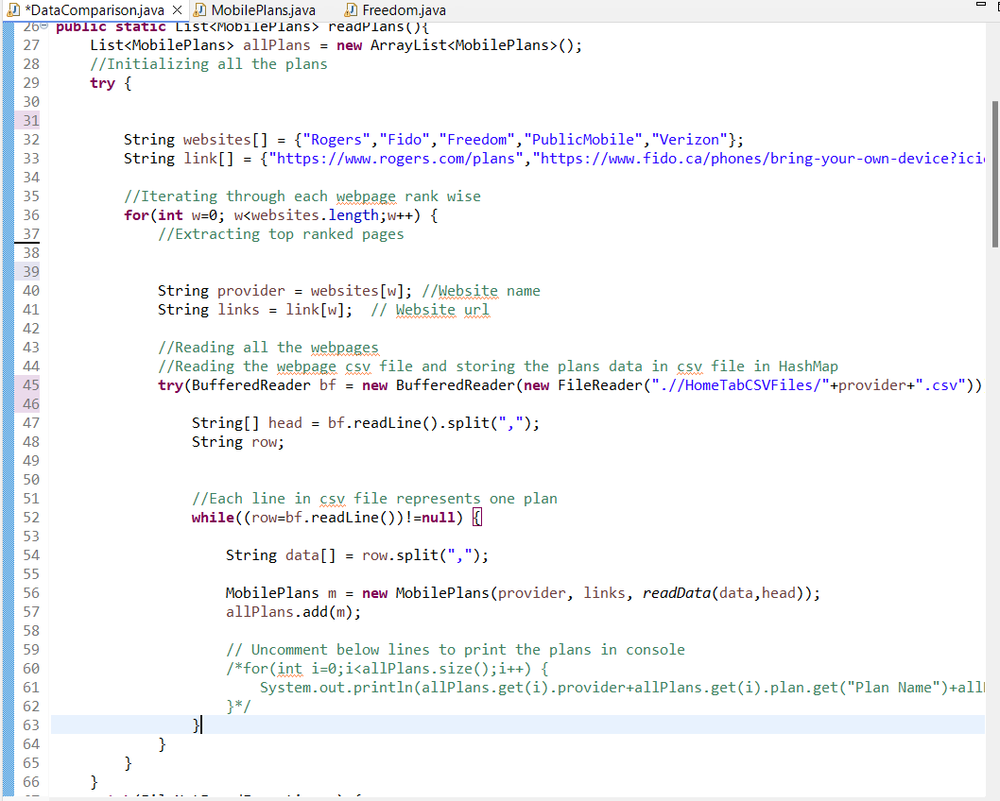 *DataComparison.java MobilePlans.java Freedom.java
26 public static List<MobilePlans> readPlans(){
27 List<MobilePlans> allPlans = new ArrayList<MobilePlans>();
28 //Initializing all the plans
29 try {
30
31
32 String websites[] = {"Rogers","Fido","Freedom","PublicMobile","Verizon"};
33 String link[] = {"https://www.rogers.com/plans","https://www.fido.ca/phones/bring-your-own-device?ici
34
35 //Iterating through each webpage rank wise
36 for(int w=0; w<websites.length;w++) {
37 //Extracting top ranked pages
38
39
40 String provider = websites[w]; //Website name
41 String links = link[w]; // Website url
42
43 //Reading all the webpages
44 //Reading the webpage csv file and storing the plans data in csv file in HashMap
45 try(BufferedReader bf = new BufferedReader(new FileReader(".//HomeTabCSVFiles/"+provider+".csv"))
46
47 String[] head = bf.readLine().split(",");
48 String row;
49
50
51 //Each line in csv file represents one plan
52 while((row=bf.readLine())!=null) {
53
54 String data[] = row.split(",");
55
56 MobilePlans m = new MobilePlans(provider, links, readData(data,head));
57 allPlans.add(m);
58
59 // Uncomment below lines to print the plans in console
60 /*for(int i=0;i<allPlans.size();i++) {
61 System.out.println(allPlans.get(i).provider+allPlans.get(i).plan.get("Plan Name")+all
62 }*/
63 }
64 }
65 }
66 }